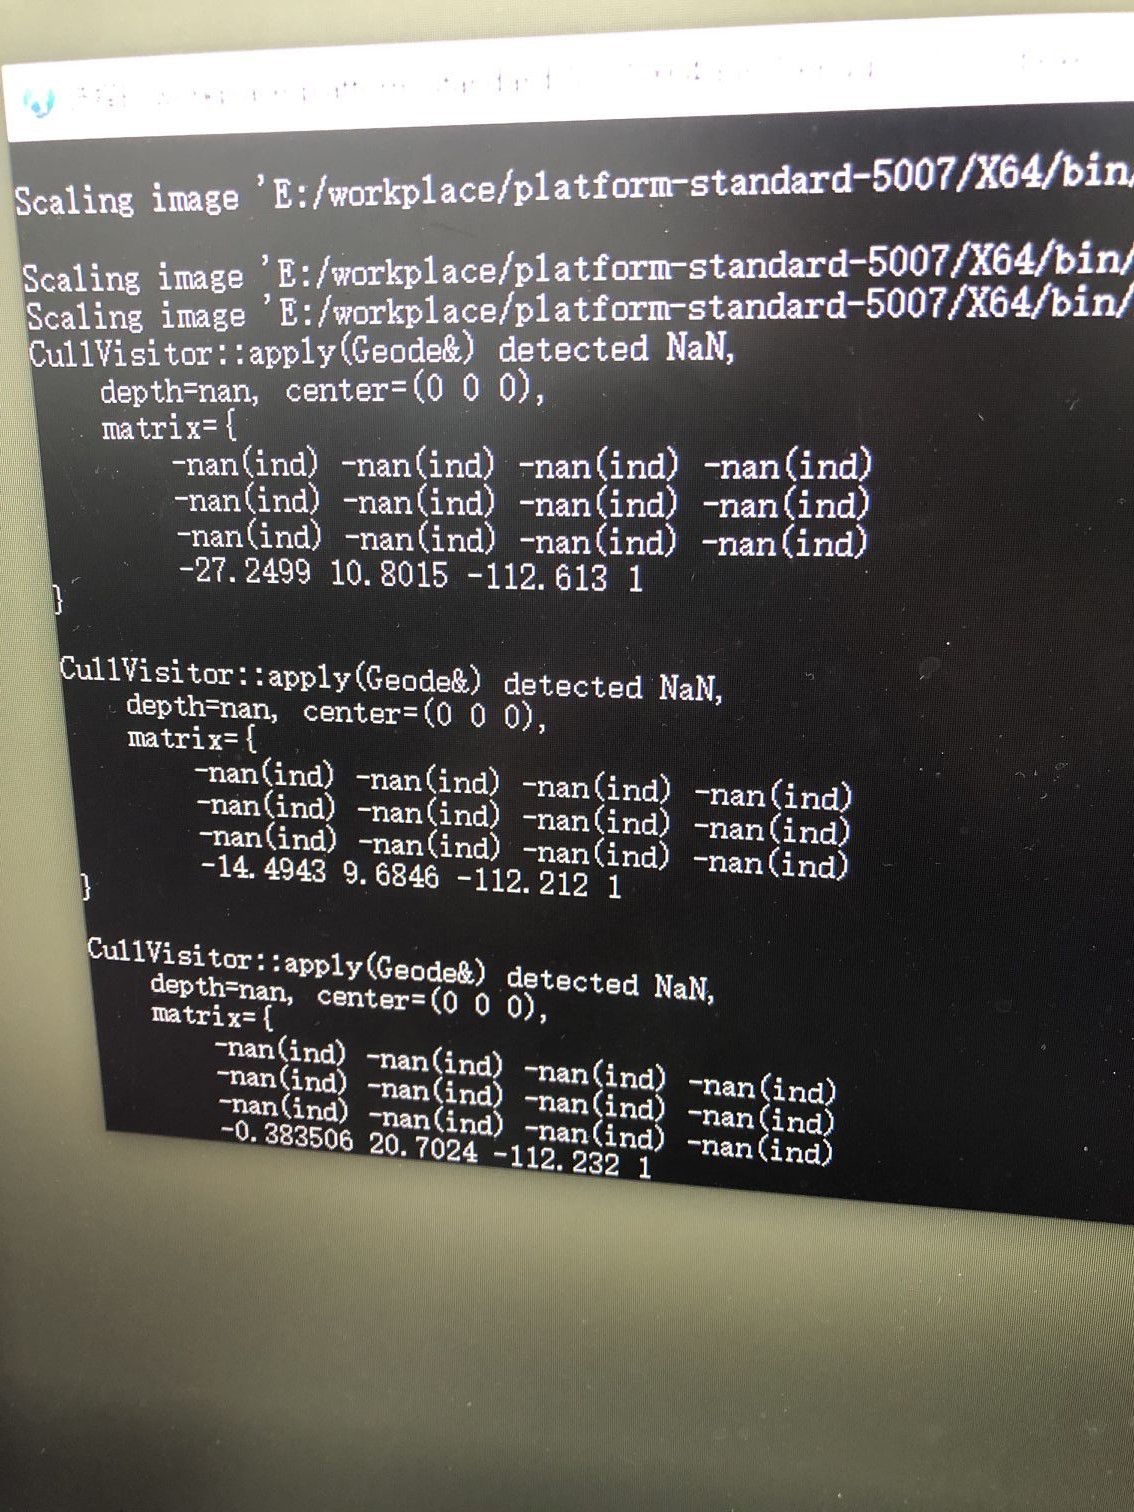 Scaling image 'E:/workplace/platform-standard-5007/X64/bin/
Scaling image 'E:/workplace/platform-standard-5007/X64/bin/
Scaling image 'E:/workplace/platform-standard-5007/X64/bin/
CullVisitor::apply(Geode&) detected NaN,
depth=nan, center=(0 0 0),
matrix={
-nan(ind) -nan(ind) -nan(ind) -nan(ind)
-nan(ind) -nan(ind) -nan(ind) -nan(ind)
-nan(ind) -nan(ind) -nan(ind) -nan(ind)
-27.2499 10.8015 -112.613 1
}
CullVisitor::apply(Geode&) detected NaN,
depth=nan, center=(0 0 0),
matrix={
-nan(ind) -nan(ind) -nan(ind) -nan(ind)
-nan(ind) -nan(ind) -nan(ind) -nan(ind)
-nan(ind) -nan(ind) -nan(ind) -nan(ind)
-14.4943 9.6846 -112.212 1
}
CullVisitor::apply(Geode&) detected NaN,
depth=nan, center=(0 0 0),
matrix={
-nan(ind) -nan(ind) -nan(ind) -nan(ind)
-nan(ind) -nan(ind) -nan(ind) -nan(ind)
-nan(ind) -nan(ind) -nan(ind) -nan(ind)
-0.383506 20.7024 -112.232 1